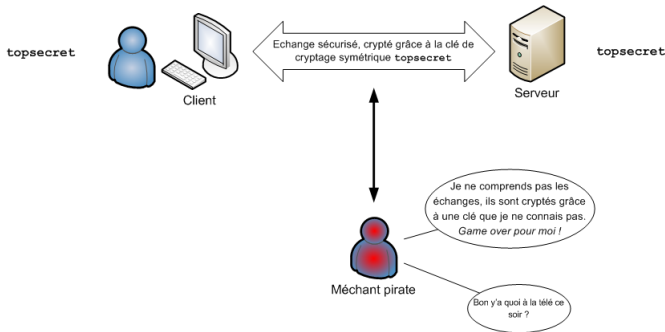 topsecret
Echange sécurisé, crypté grâce à la clé de
cryptage symétrique topsecret
topsecret
Client
Serveur
Je ne comprends pas les
échanges, ils sont cryptés grâce
à une clé que je ne connais pas.
Game over pour moi !
Méchant pirate
Bon y'a quoi à la télé ce
soir ?